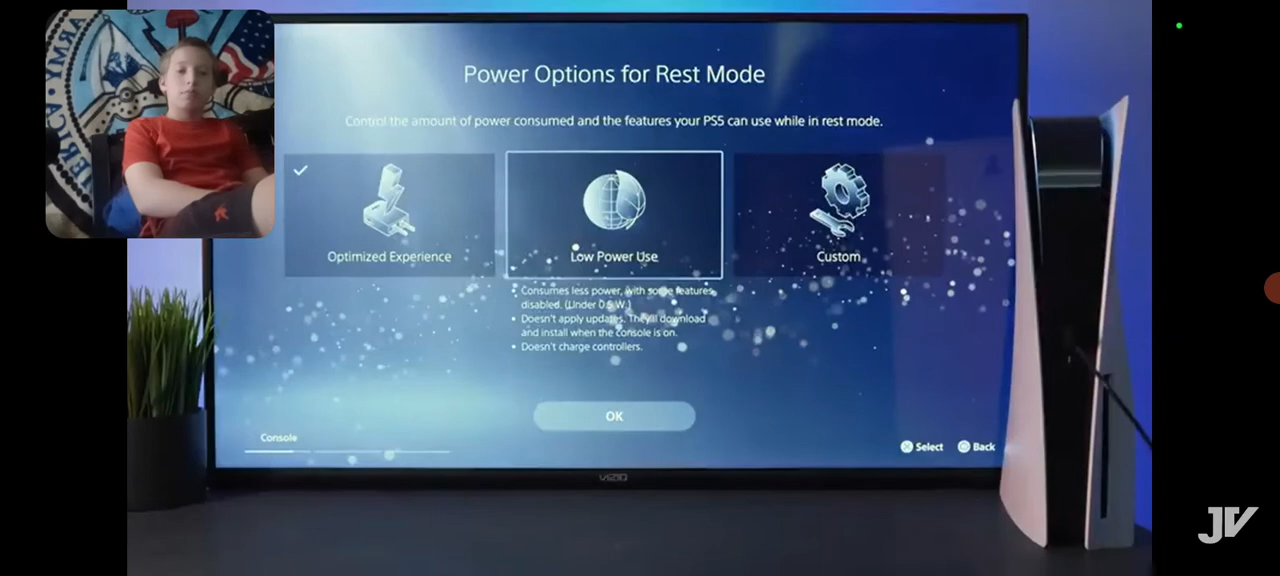 Power Options for Rest Mode
Control the amount of power consumed and the features your PS5 can use while in rest mode.
Optimized Experience
Low Power Use
Custom
• Consumes less power, with some features
disabled. (Under 0.5 W.)
• Doesn't apply updates. They'll download
and install when the console is on.
• Doesn't charge controllers.
OK
Console
Select
Back
VIZIO
JV
ARMY